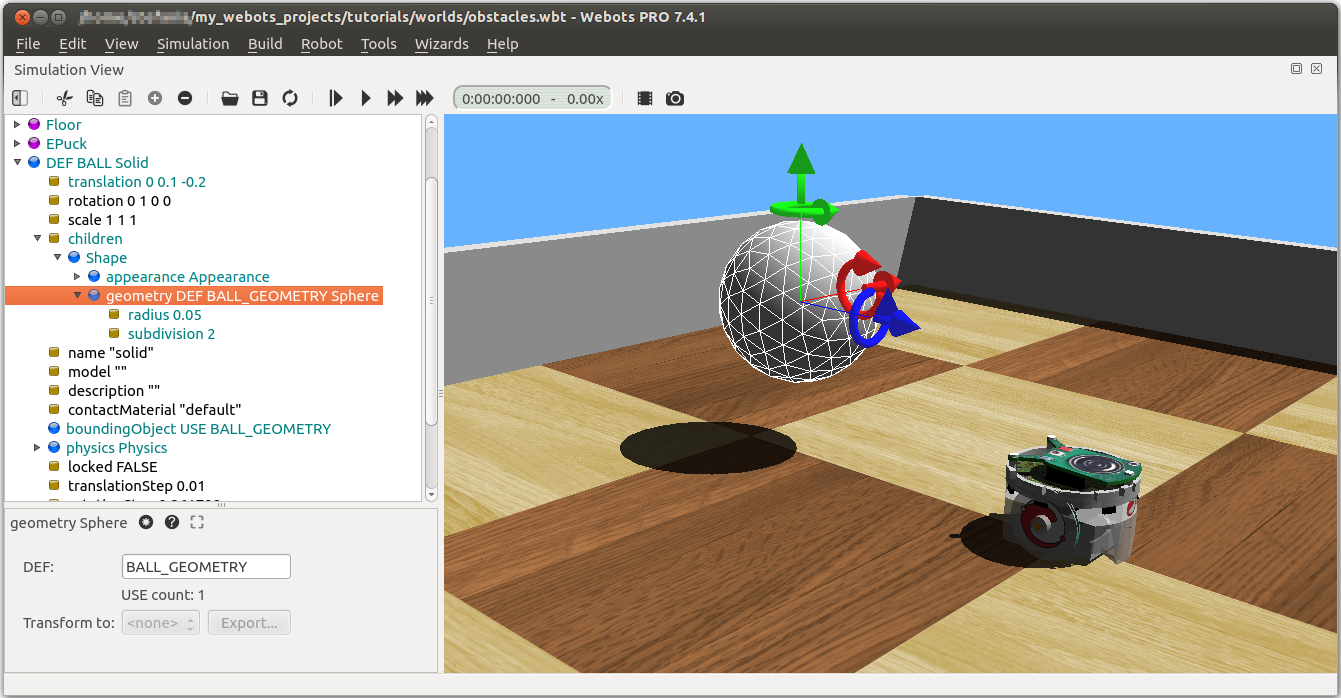 /my_webots_projects/tutorials/worlds/obstacles.wbt - Webots PRO 7.4.1
File Edit View Simulation Build Robot Tools Wizards Help
Simulation View
0:00:00:000 - 0.00x
Floor
EPuck
DEF BALL Solid
translation 0 0.1 -0.2
rotation 0 1 0 0
scale 1 1 1
children
Shape
appearance Appearance
geometry DEF BALL_GEOMETRY Sphere
radius 0.05
subdivision 2
name "solid"
model ""
description ""
contactMaterial "default"
boundingObject USE BALL_GEOMETRY
physics Physics
locked FALSE
translationStep 0.01
geometry Sphere
DEF: BALL_GEOMETRY
USE count: 1
Transform to: <none> Export...